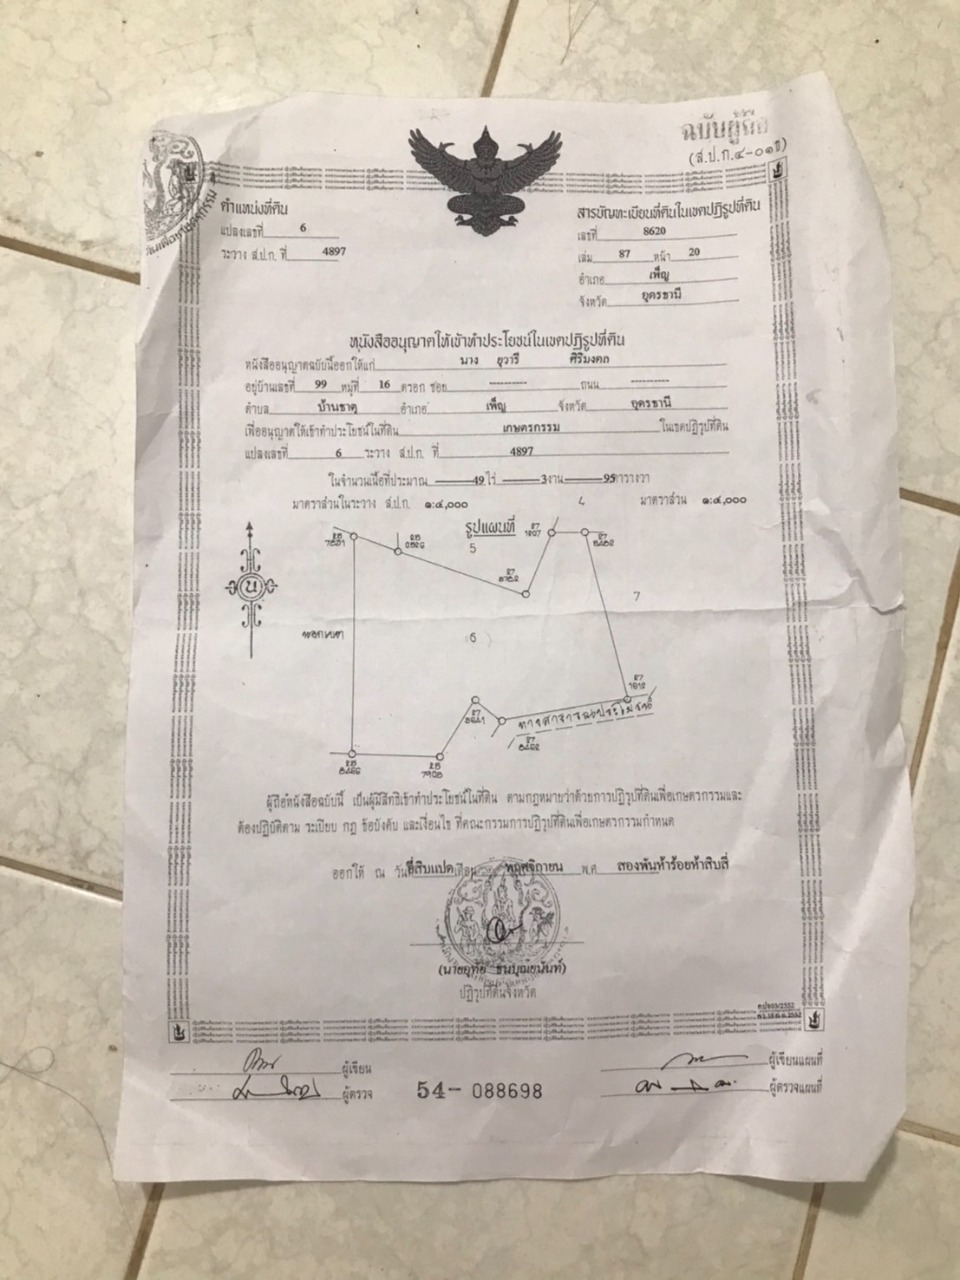 ฉบับผู้ถือ
(ส.ป.ก.๔-๐๑ข)
ตำแหน่งที่ดิน
แปลงเลขที่ 6
ระวาง ส.ป.ก. ที่ 4897
สารบัญทะเบียนที่ดินในเขตปฏิรูปที่ดิน
เลขที่ 8620
เล่ม 87 หน้า 20
อำเภอ เพ็ญ
จังหวัด อุดรธานี
หนังสืออนุญาตให้เข้าทำประโยชน์ในเขตปฏิรูปที่ดิน
หนังสืออนุญาตฉบับนี้ออกให้แก่ นาง ยุวารี ศิริมงคล
อยู่บ้านเลขที่ 99 หมู่ที่ 16 ตรอก ซอย ---------- ถนน ----------
ตำบล บ้านธาตุ อำเภอ เพ็ญ จังหวัด อุดรธานี
เพื่ออนุญาตให้เข้าทำประโยชน์ในที่ดิน เกษตรกรรม ในเขตปฏิรูปที่ดิน
แปลงเลขที่ 6 ระวาง ส.ป.ก. ที่ 4897
ในจำนวนเนื้อที่ประมาณ 49 ไร่ 3 งาน 95 ตารางวา
มาตราส่วนในระวาง ส.ป.ก. ๑:๔,๐๐๐ มาตราส่วน ๑:๔,๐๐๐
รูปแผนที่
4
5
น
7
6
ทางสาธารณประโยชน์
ผู้ถือหนังสือฉบับนี้ เป็นผู้มีสิทธิเข้าทำประโยชน์ในที่ดิน ตามกฎหมายว่าด้วยการปฏิรูปที่ดินเพื่อเกษตรกรรมและ
ต้องปฏิบัติตาม ระเบียบ กฎ ข้อบังคับ และเงื่อนไข ที่คณะกรรมการปฏิรูปที่ดินเพื่อเกษตรกรรมกำหนด
ออกให้ ณ วันที่สิบแปด เดือน พฤศจิกายน พ.ศ สองพันห้าร้อยห้าสิบสี่
(นายอุทัย ธนบุณยนันท์)
ปฏิรูปที่ดินจังหวัด
ผู้เขียน
ผู้เขียนแผนที่
ผู้ตรวจ
54-088698
ผู้ตรวจแผนที่